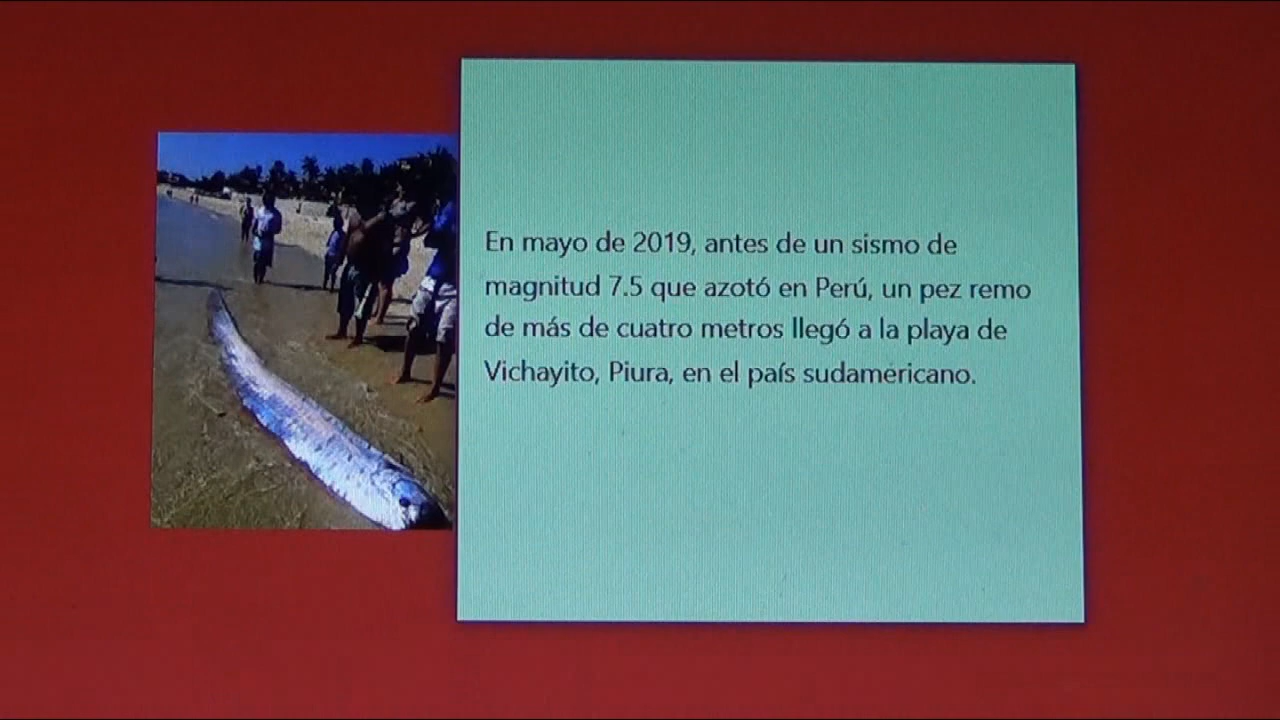 En mayo de 2019, antes de un sismo de
magnitud 7.5 que azotó en Perú, un pez remo
de más de cuatro metros llegó a la playa de
Vichayito, Piura, en el país sudamericano.